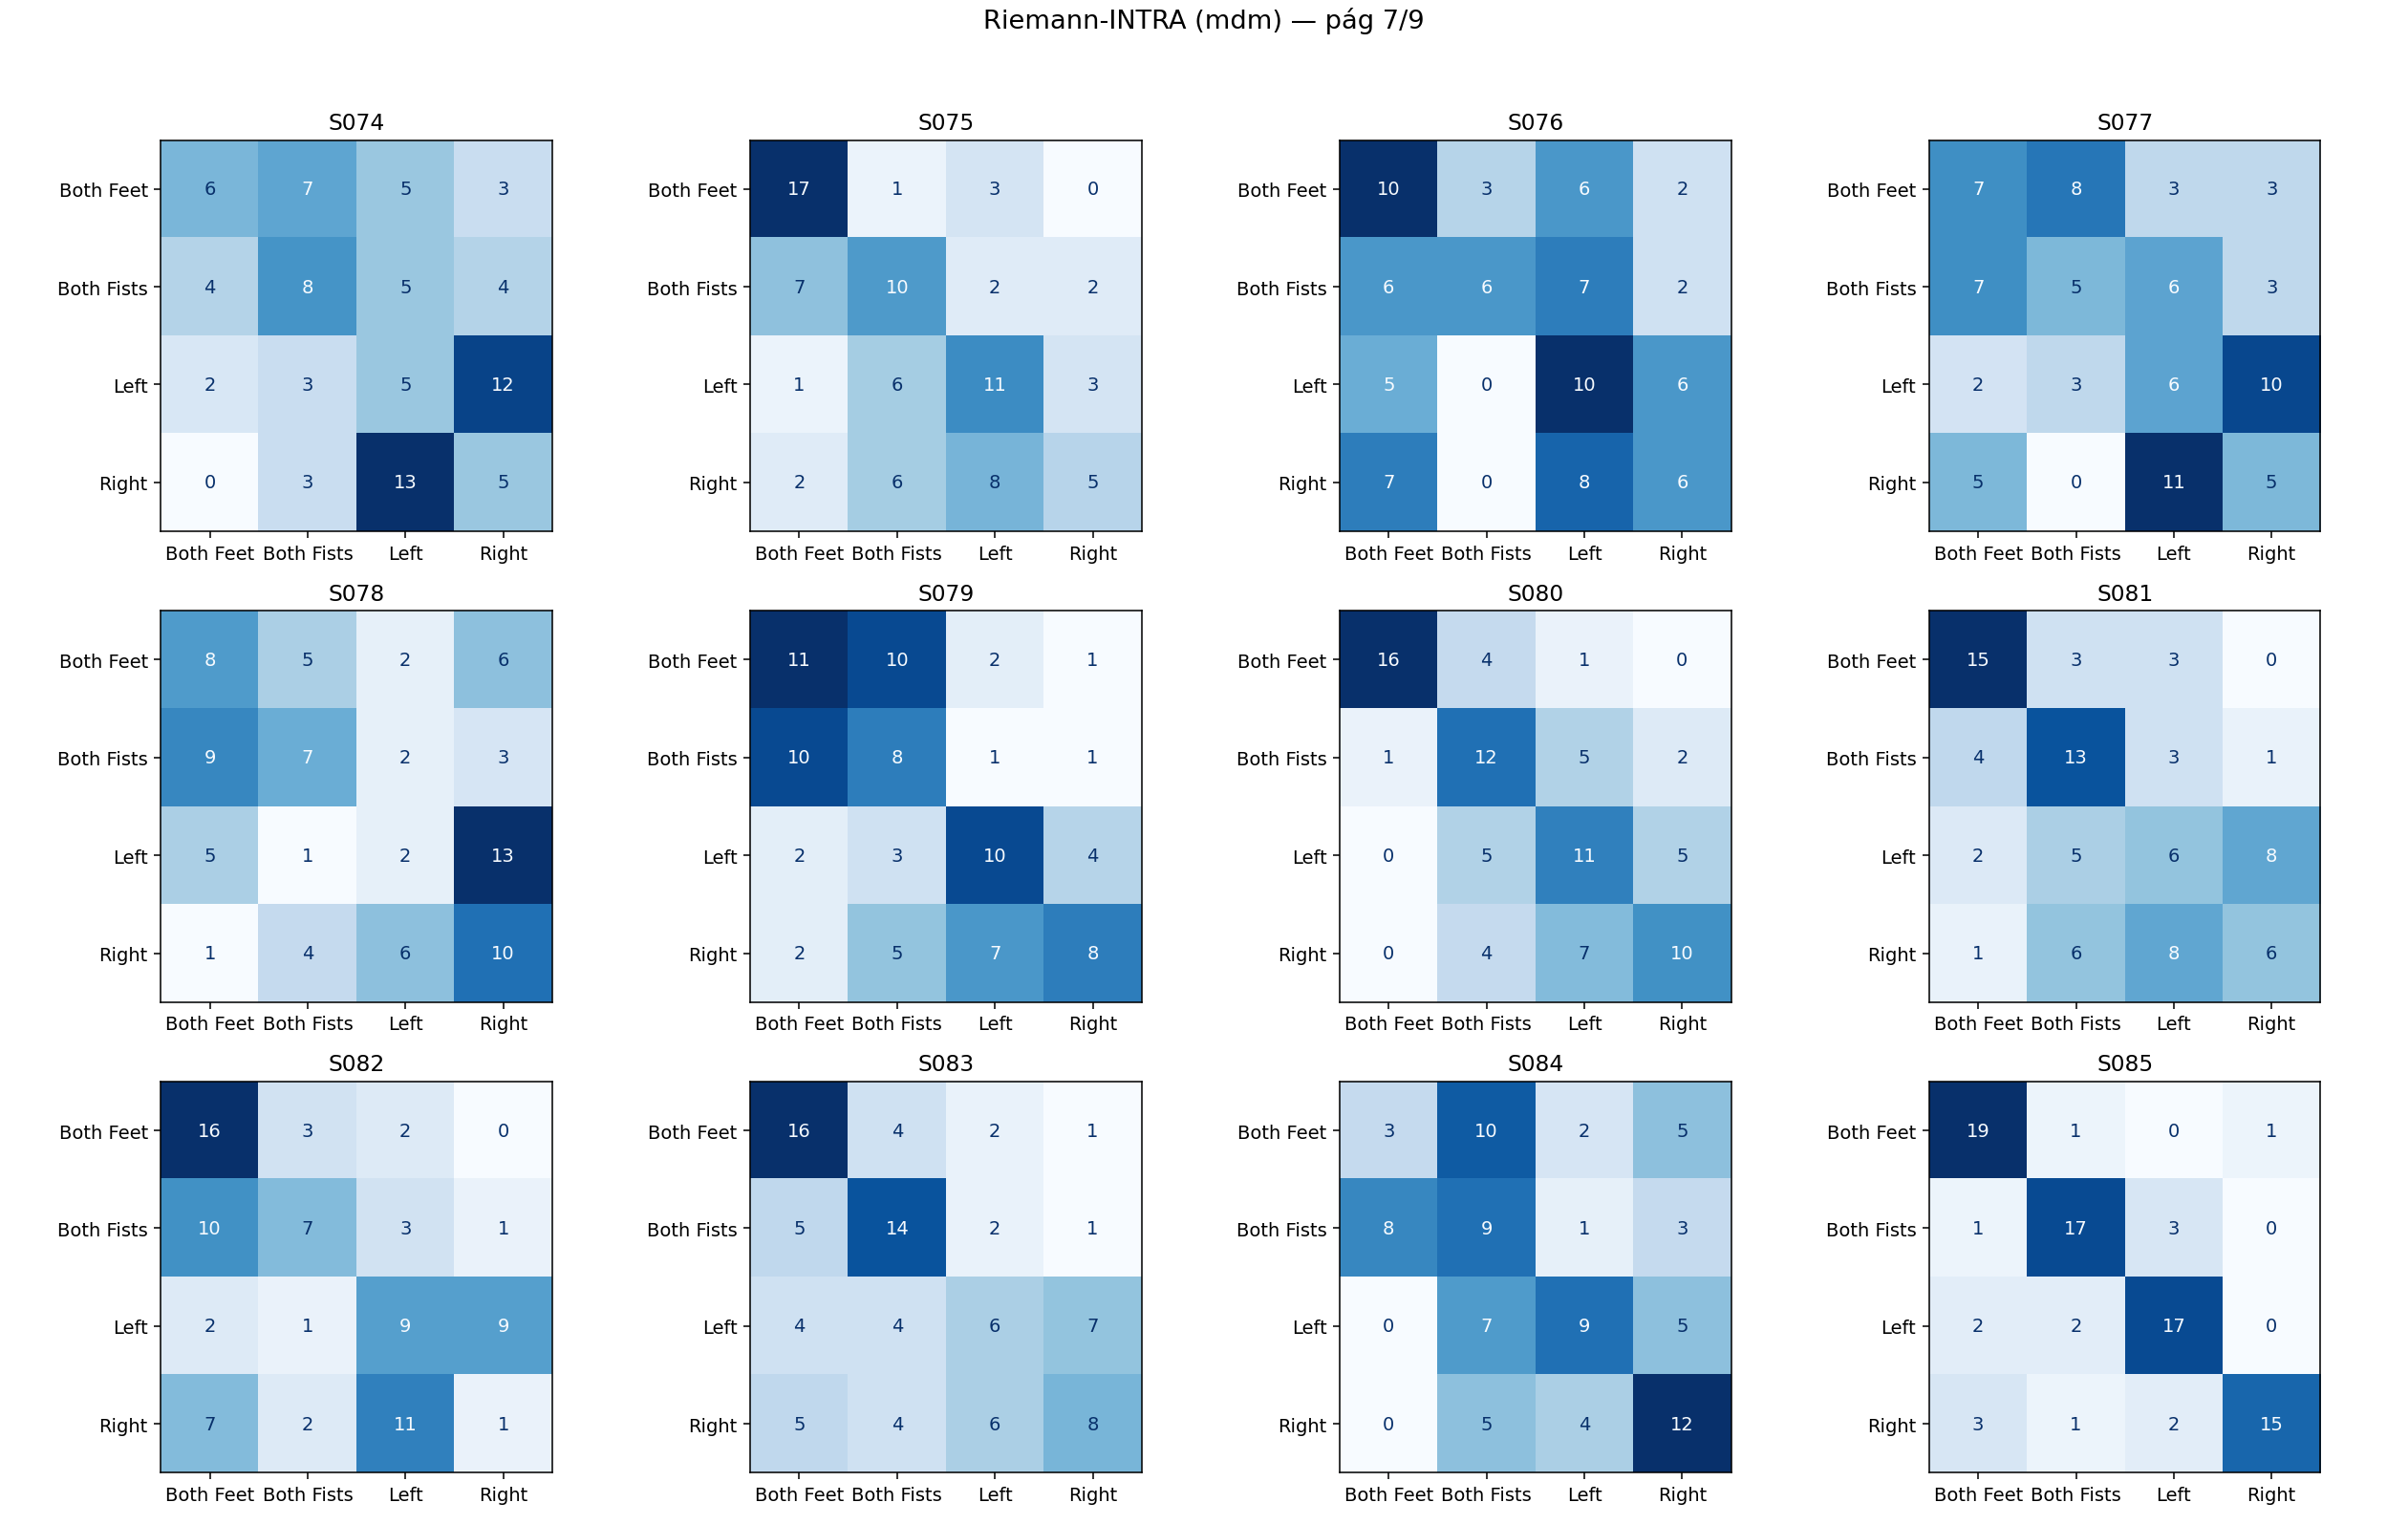 Riemann-INTRA (mdm) — pág 7/9
S074 S075 S076 S077
Both Feet 6 7 5 3 Both Feet 17 1 3 0 Both Feet 10 3 6 2 Both Feet 7 8 3 3
Both Fists 4 8 5 4 Both Fists 7 10 2 2 Both Fists 6 6 7 2 Both Fists 7 5 6 3
Left 2 3 5 12 Left 1 6 11 3 Left 5 0 10 6 Left 2 3 6 10
Right 0 3 13 5 Right 2 6 8 5 Right 7 0 8 6 Right 5 0 11 5
Both Feet Both Fists Left Right Both Feet Both Fists Left Right Both Feet Both Fists Left Right Both Feet Both Fists Left Right
S078 S079 S080 S081
Both Feet 8 5 2 6 Both Feet 11 10 2 1 Both Feet 16 4 1 0 Both Feet 15 3 3 0
Both Fists 9 7 2 3 Both Fists 10 8 1 1 Both Fists 1 12 5 2 Both Fists 4 13 3 1
Left 5 1 2 13 Left 2 3 10 4 Left 0 5 11 5 Left 2 5 6 8
Right 1 4 6 10 Right 2 5 7 8 Right 0 4 7 10 Right 1 6 8 6
Both Feet Both Fists Left Right Both Feet Both Fists Left Right Both Feet Both Fists Left Right Both Feet Both Fists Left Right
S082 S083 S084 S085
Both Feet 16 3 2 0 Both Feet 16 4 2 1 Both Feet 3 10 2 5 Both Feet 19 1 0 1
Both Fists 10 7 3 1 Both Fists 5 14 2 1 Both Fists 8 9 1 3 Both Fists 1 17 3 0
Left 2 1 9 9 Left 4 4 6 7 Left 0 7 9 5 Left 2 2 17 0
Right 7 2 11 1 Right 5 4 6 8 Right 0 5 4 12 Right 3 1 2 15
Both Feet Both Fists Left Right Both Feet Both Fists Left Right Both Feet Both Fists Left Right Both Feet Both Fists Left Right